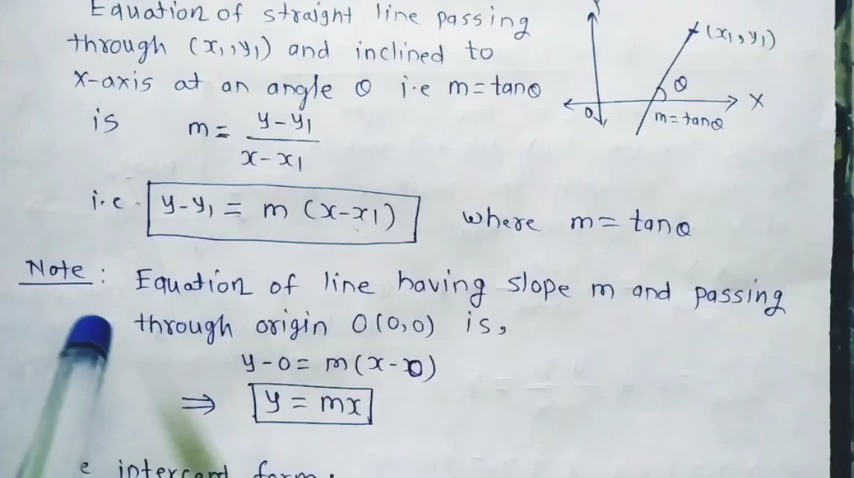 Equation of straight line passing
through (x₁,y₁) and inclined to
X-axis at an angle θ i.e m=tanθ
is m = (y-y₁)/(x-x₁)
i.e. y-y₁ = m (x-x₁) where m = tanθ
Note: Equation of line having slope m and passing
through origin O(0,0) is,
y-0 = m(x-0)
⇒ y = mx
e intercept form.
(x₁,y₁)
θ
X
O
m=tanθ